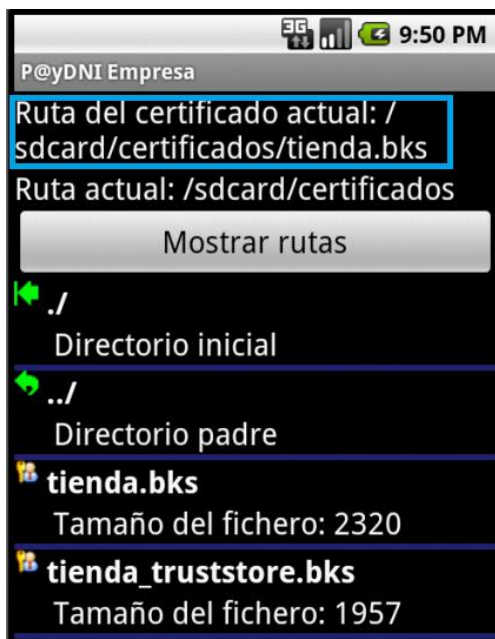 3G 9:50 PM
P@yDNI Empresa
Ruta del certificado actual: /
sdcard/certificados/tienda.bks
Ruta actual: /sdcard/certificados
Mostrar rutas
./
Directorio inicial
../
Directorio padre
tienda.bks
Tamaño del fichero: 2320
tienda_truststore.bks
Tamaño del fichero: 1957